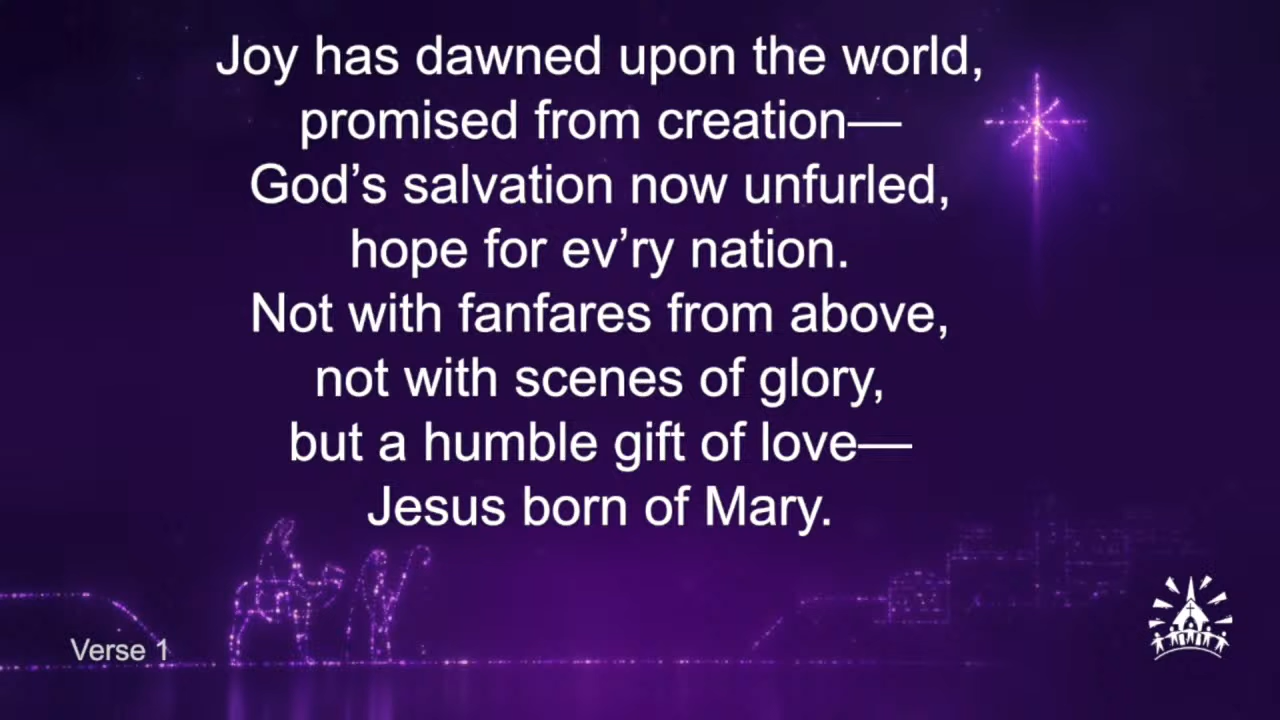 Joy has dawned upon the world,
promised from creation—
God’s salvation now unfurled,
hope for ev’ry nation.
Not with fanfares from above,
not with scenes of glory,
but a humble gift of love—
Jesus born of Mary.
Verse 1